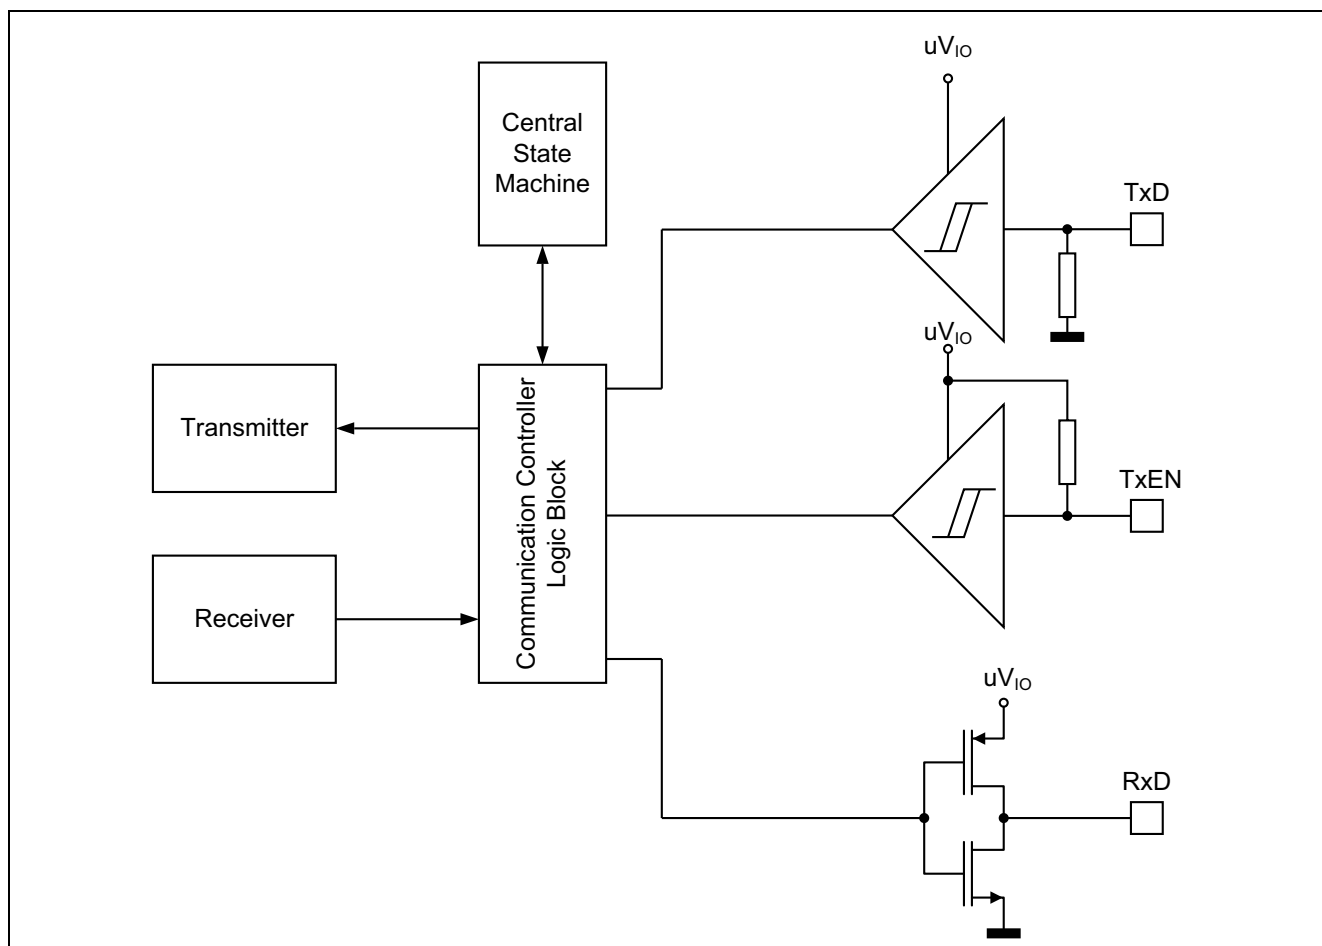 uV_IO
Central
State
Machine
TxD
uV_IO
Transmitter
Communication Controller
Logic Block
TxEN
Receiver
uV_IO
RxD